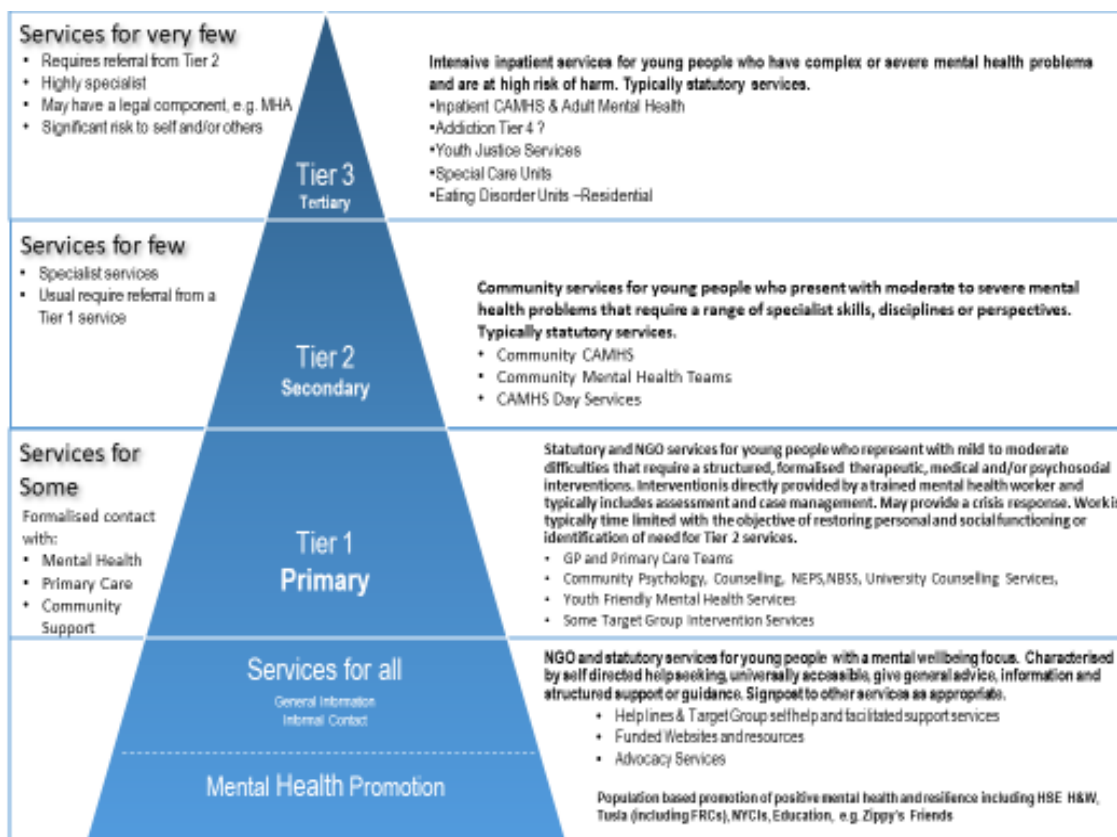 Services for very few
• Requires referral from Tier 2
• Highly specialist
• May have a legal component, e.g. MHA
• Significant risk to self and/or others
Tier 3
Tertiary
Intensive inpatient services for young people who have complex or severe mental health problems
and are at high risk of harm. Typically statutory services.
•Inpatient CAMHS & Adult Mental Health
•Addiction Tier 4 ?
•Youth Justice Services
•Special Care Units
•Eating Disorder Units –Residential
Services for few
• Specialist services
• Usual require referral from a
Tier 1 service
Tier 2
Secondary
Community services for young people who present with moderate to severe mental
health problems that require a range of specialist skills, disciplines or perspectives.
Typically statutory services.
• Community CAMHS
• Community Mental Health Teams
• CAMHS Day Services
Services for
Some
Formalised contact
with:
• Mental Health
• Primary Care
• Community
Support
Tier 1
Primary
Statutory and NGO services for young people who represent with mild to moderate
difficulties that require a structured, formalised therapeutic, medical and/or psychosocial
interventions. Intervention is directly provided by a trained mental health worker and
typically includes assessment and case management. May provide a crisis response. Work is
typically time limited with the objective of restoring personal and social functioning or
identification of need for Tier 2 services.
• GP and Primary Care Teams
• Community Psychology, Counselling, NEPS,NBSS, University Counselling Services,
• Youth Friendly Mental Health Services
• Some Target Group Intervention Services
Services for all
General Information
Informal Contact
Mental Health Promotion
NGO and statutory services for young people with a mental wellbeing focus. Characterised
by self directed help seeking, universally accessible, give general advice, information and
structured support or guidance. Signpost to other services as appropriate.
• Help lines & Target Group selfhelp and facilitated support services
• Funded Websites and resources
• Advocacy Services
Population based promotion of positive mental health and resilience including HSE H&W,
Tusla (including FRCs), NYCIs, Education, e.g. Zippy's Friends